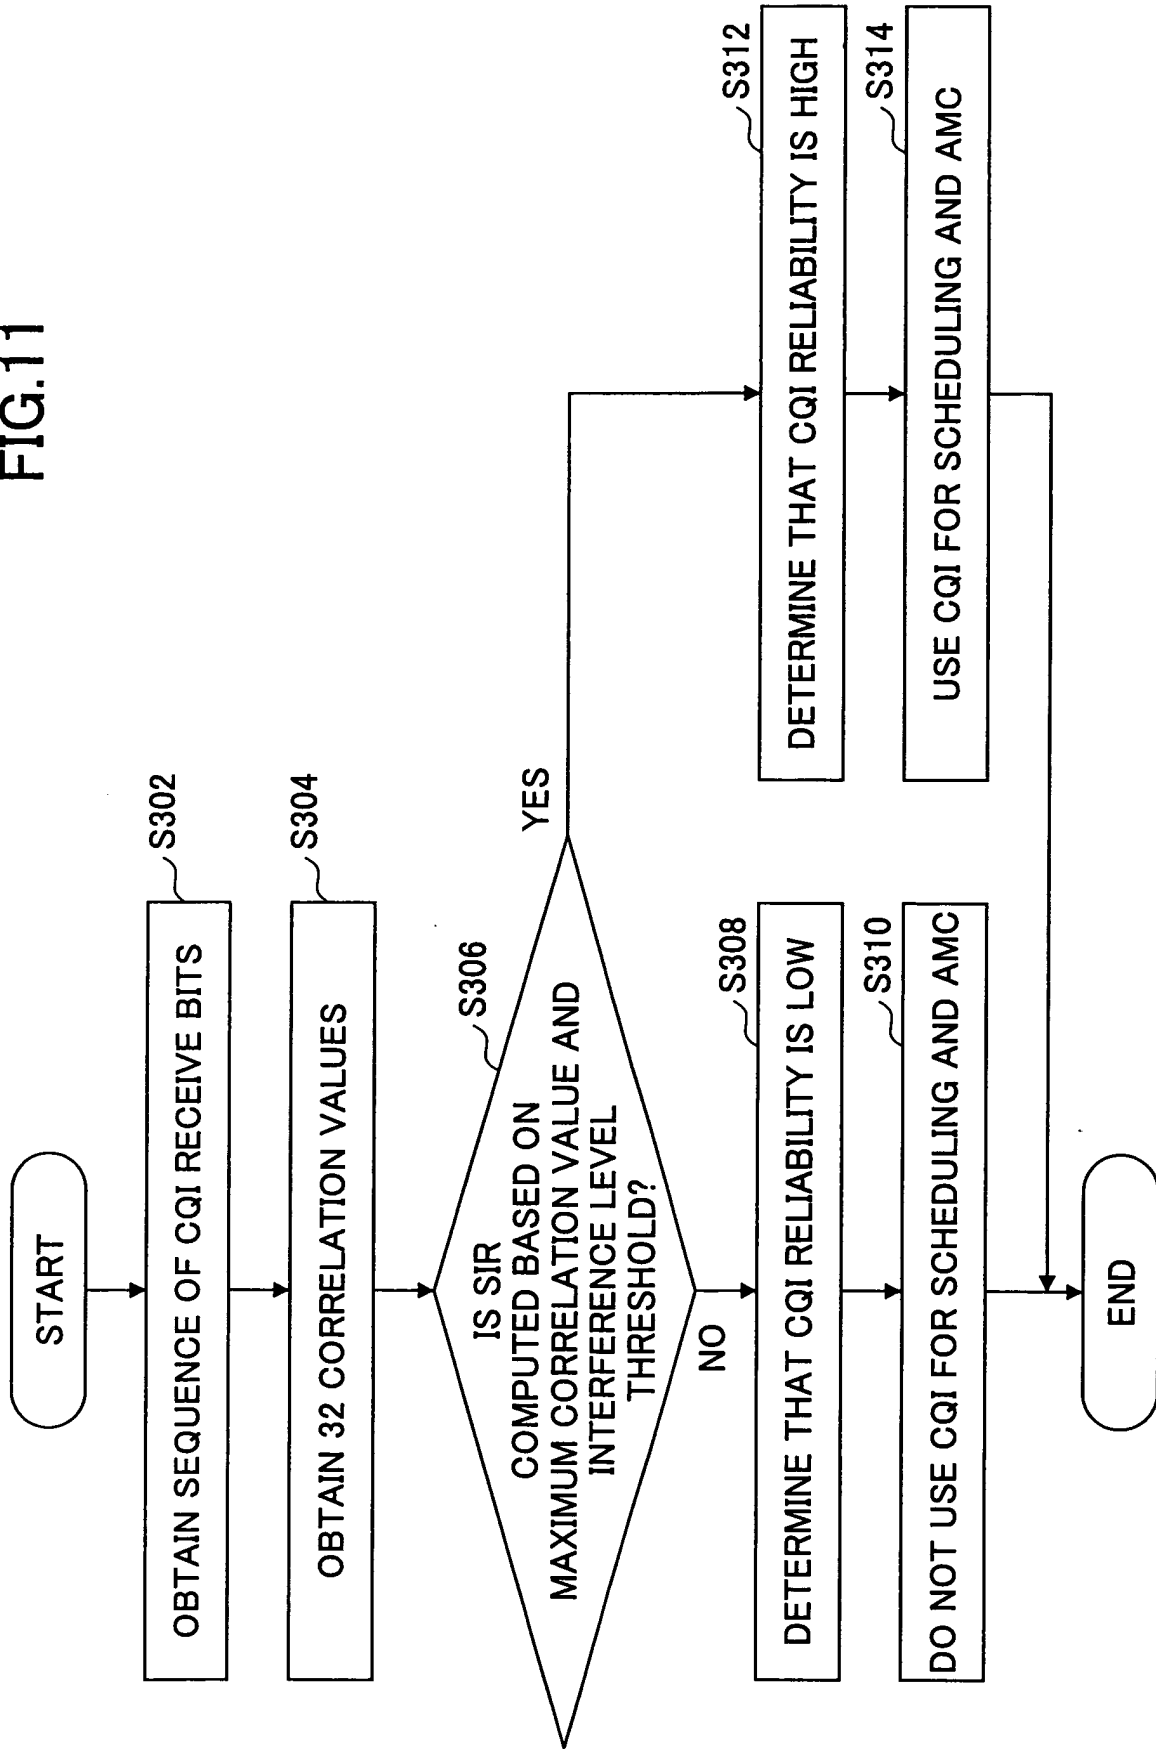 FIG.11
START
S302
OBTAIN SEQUENCE OF CQI RECEIVE BITS
S304
OBTAIN 32 CORRELATION VALUES
S306
IS SIR
COMPUTED BASED ON
MAXIMUM CORRELATION VALUE AND
INTERFERENCE LEVEL
THRESHOLD?
YES
NO
S308
DETERMINE THAT CQI RELIABILITY IS LOW
S310
DO NOT USE CQI FOR SCHEDULING AND AMC
S312
DETERMINE THAT CQI RELIABILITY IS HIGH
S314
USE CQI FOR SCHEDULING AND AMC
END